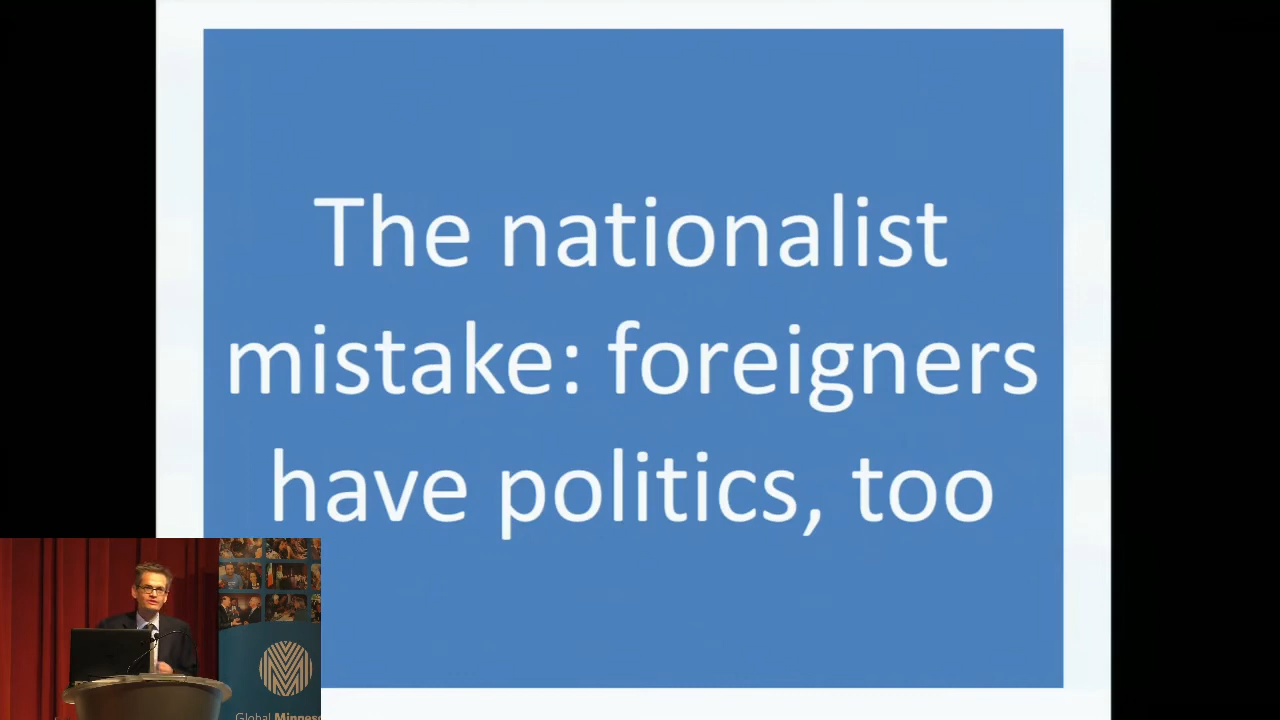 The nationalist
mistake: foreigners
have politics, too
Global Minnes